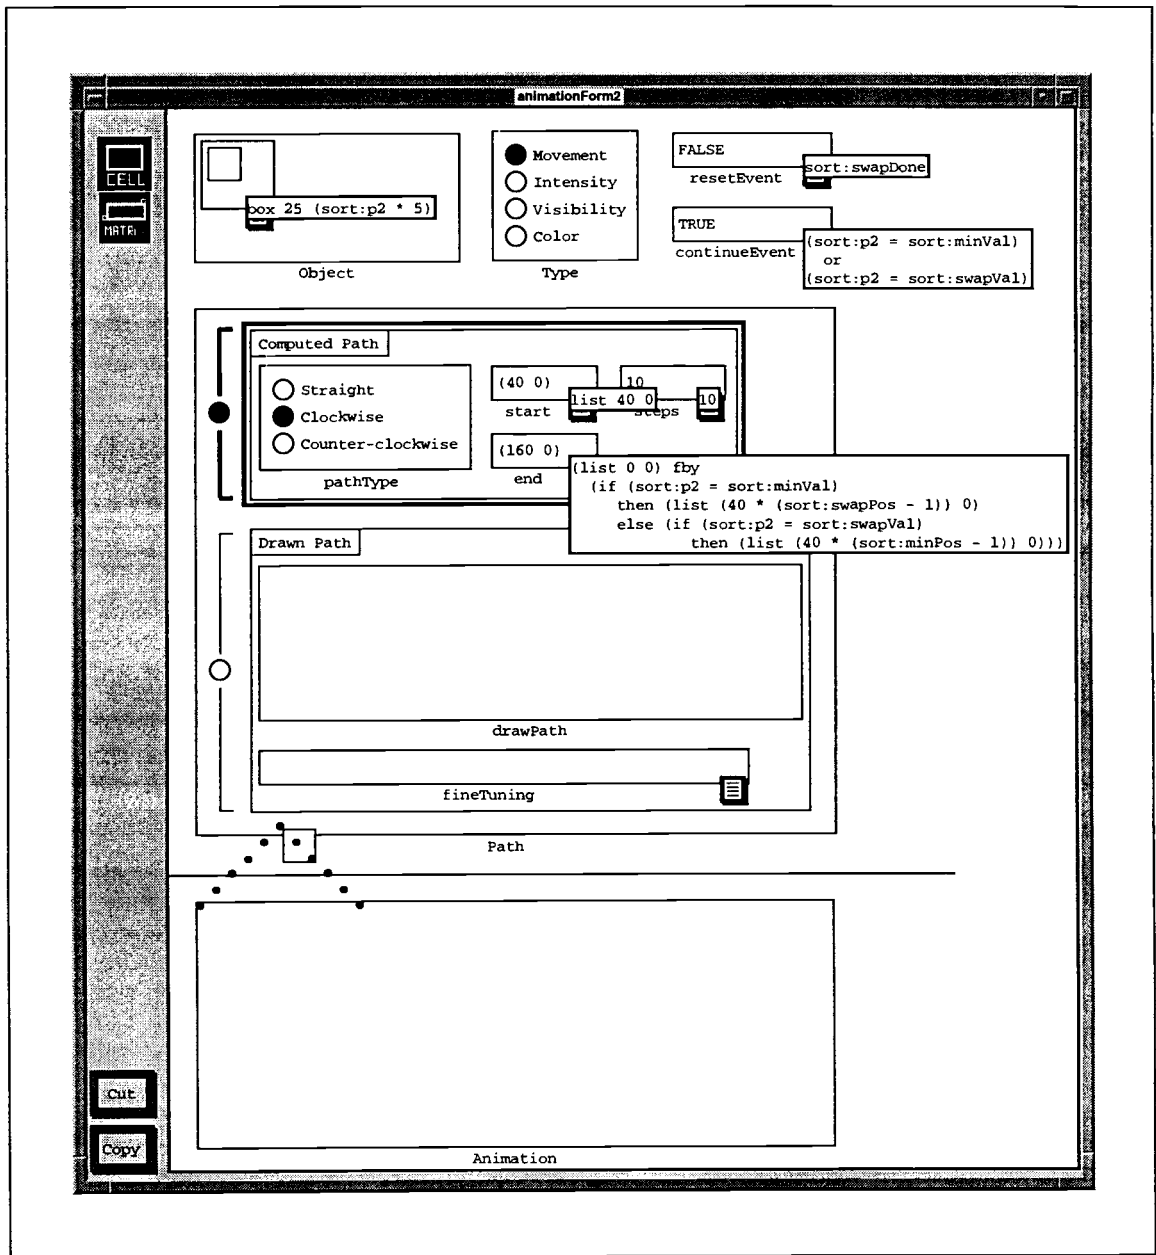 animationForm2
CELL
MATRi
box 25 (sort:p2 * 5)
Object
Movement
Intensity
Visibility
Color
Type
FALSE
sort:swapDone
resetEvent
TRUE
continueEvent
(sort:p2 = sort:minVal)
or
(sort:p2 = sort:swapVal)
Computed Path
Straight
Clockwise
Counter-clockwise
pathType
(40 0)
list 40 0
start
10
10
steps
(160 0)
end
(list 0 0) fby
(if (sort:p2 = sort:minVal)
then (list (40 * (sort:swapPos - 1)) 0)
else (if (sort:p2 = sort:swapVal)
then (list (40 * (sort:minPos - 1)) 0)))
Drawn Path
drawPath
fineTuning
Path
Animation
Cut
Copy